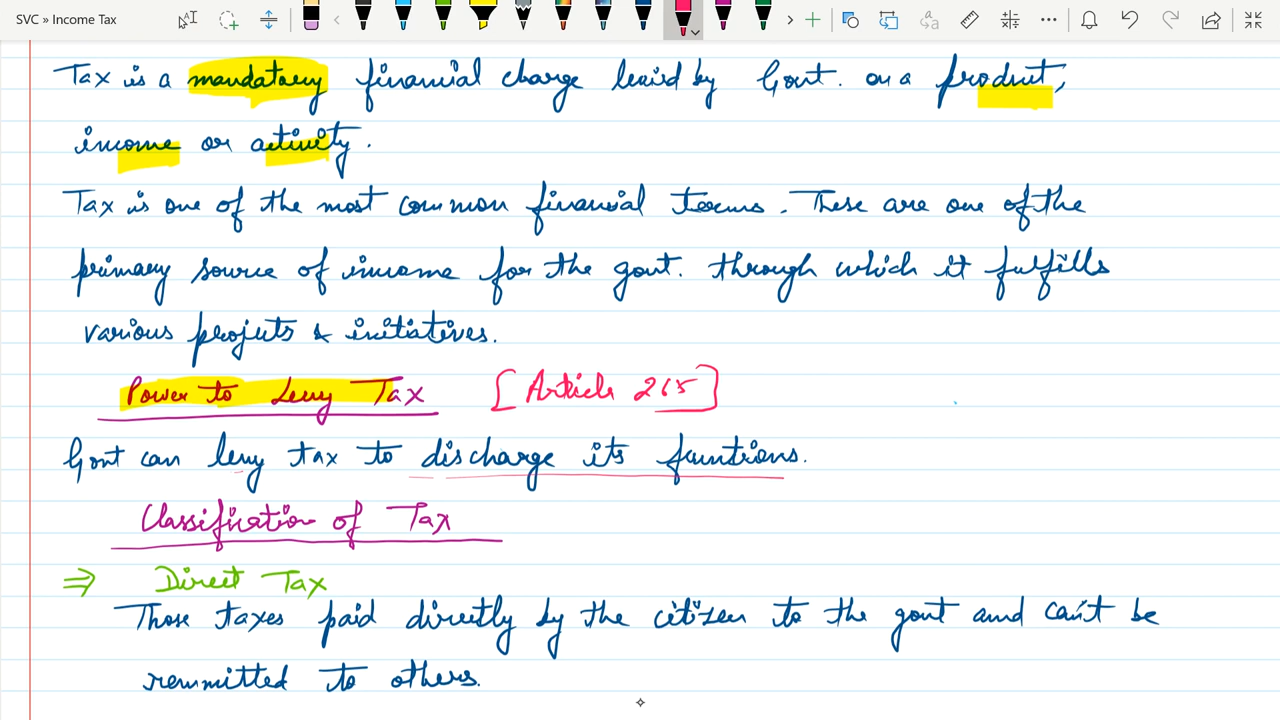 SVC » Income Tax
Tax is a mandatory financial charge levied by Govt. on a product,
income or activity.
Tax is one of the most common financial terms. These are one of the
primary source of income for the govt. through which it fulfills
various projects & initiatives.
Power to Levy Tax [Article 265]
Govt can levy tax to discharge its functions.
Classification of Tax
⇒ Direct Tax
Those taxes paid directly by the citizen to the govt and can't be
remmitted to others.